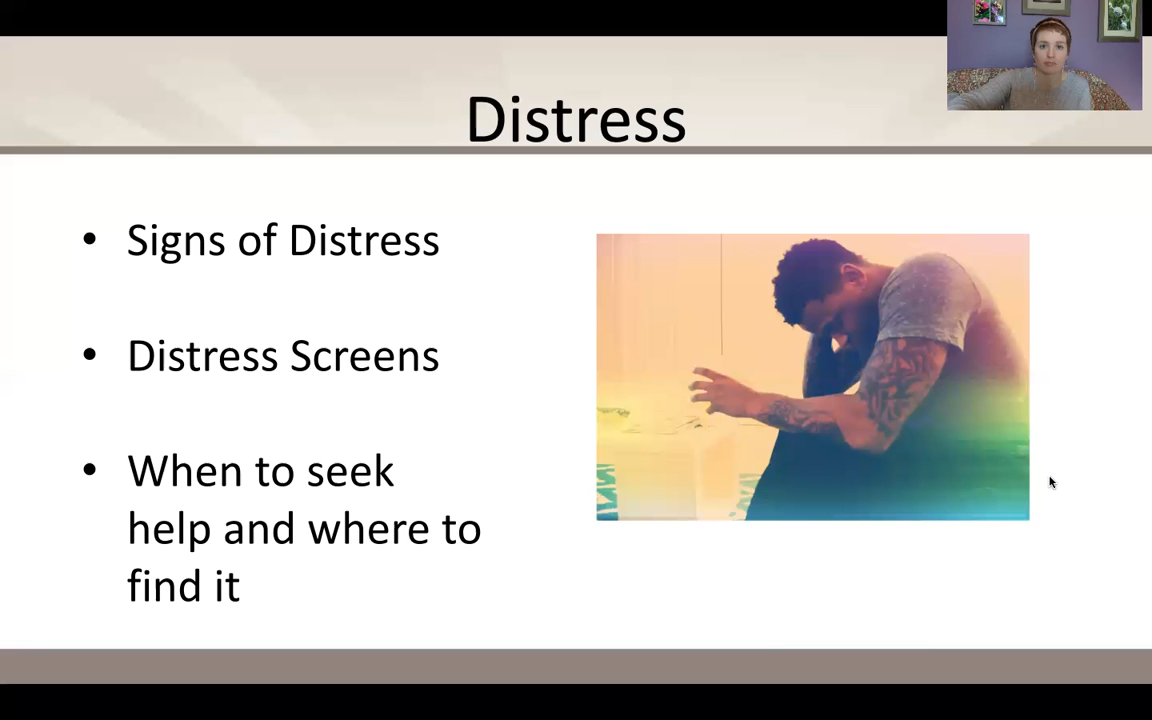 Distress
• Signs of Distress
• Distress Screens
• When to seek
help and where to
find it